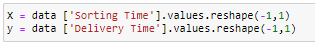 X = data ['Sorting Time'].values.reshape(-1,1)
y = data ['Delivery Time'].values.reshape(-1,1)